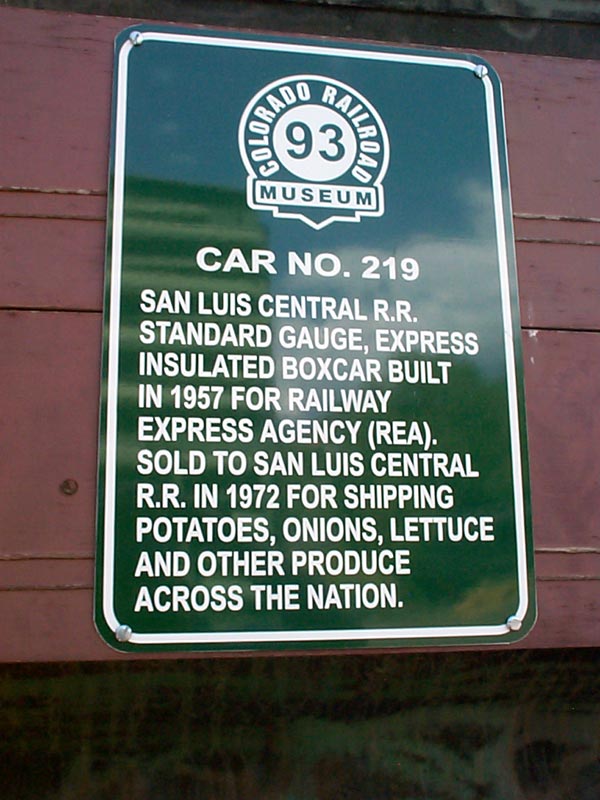 COLORADO RAILROAD
93
MUSEUM
CAR NO. 219
SAN LUIS CENTRAL R.R.
STANDARD GAUGE, EXPRESS
INSULATED BOXCAR BUILT
IN 1957 FOR RAILWAY
EXPRESS AGENCY (REA).
SOLD TO SAN LUIS CENTRAL
R.R. IN 1972 FOR SHIPPING
POTATOES, ONIONS, LETTUCE
AND OTHER PRODUCE
ACROSS THE NATION.